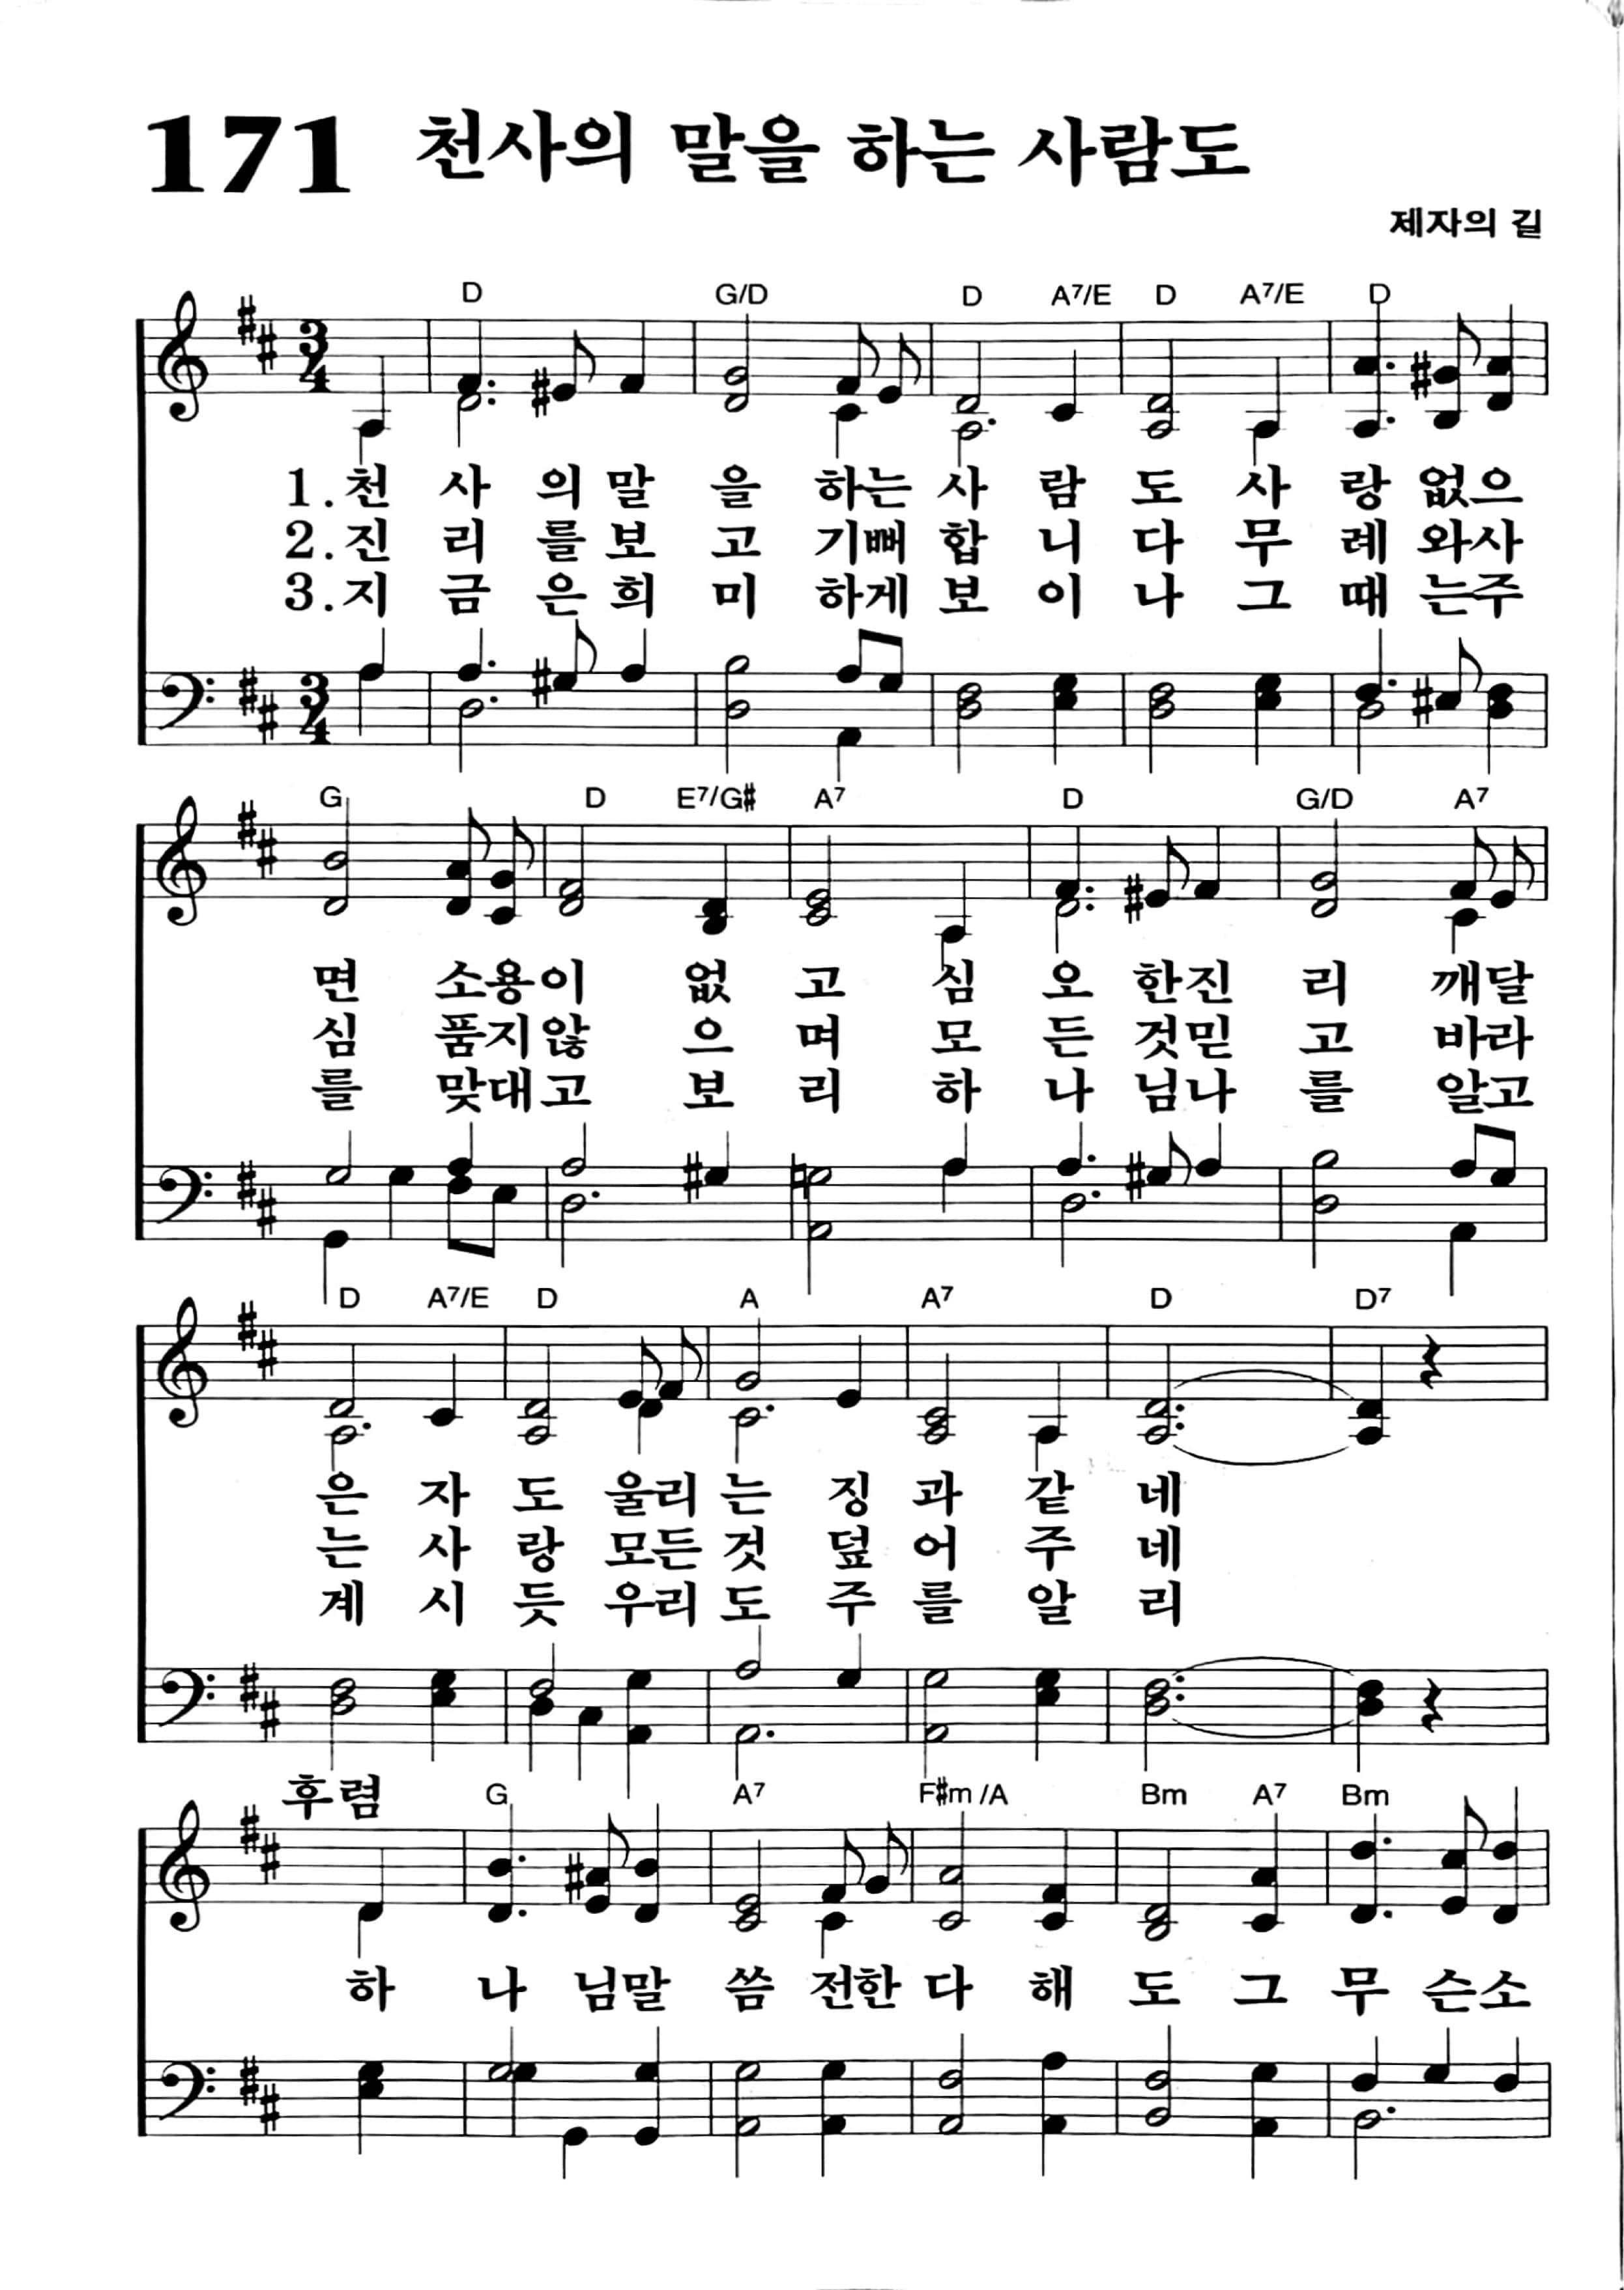 171 천사의 말을 하는 사람도
제자의 길
D G/D D A7/E D A7/E D
1.천 사 의 말 을 하는 사 람 도 사 랑 없으
2.진 리 를 보 고 기뻐 합 니 다 무 례 와사
3.지 금 은 희 미 하게 보 이 나 그 때 는주
G D E7/G# A7 D G/D A7
면 소용이 없 고 심 오 한진 리 깨달
심 품지않 으 며 모 든 것믿 고 바라
를 맞대고 보 리 하 나 님나 를 알고
D A7/E D A A7 D D7
은 자 도 울리 는 징 과 같 네
는 사 랑 모든 것 덮 어 주 네
계 시 듯 우리 도 주 를 알 리
후렴 G A7 F#m/A Bm A7 Bm
하 나 님말 씀 전한 다 해 도 그 무 슨소